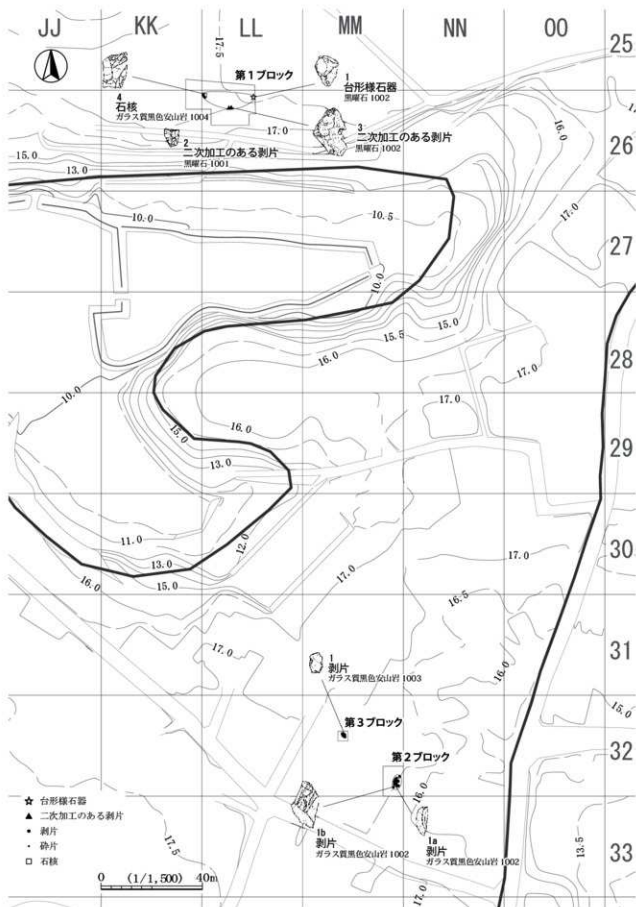 JJ KK LL MM NN OO
25
17.5
第1ブロック
4
石核
ガラス質黒色安山岩 1004
1
台形様石器
黒曜石 1002
2
二次加工のある剥片
黒曜石 1001
3
二次加工のある剥片
黒曜石 1002
17.0
16.0
26
15.0
13.0
17.0
10.0
10.5
27
10.0
15.5
15.0
16.0
28
17.0
10.0
17.0
16.0
15.0
13.0
29
11.0
12.0
13.0
15.0
16.0
17.0
17.0
30
16.5
17.0
16.0
31
1
剥片
ガラス質黒色安山岩 1003
15.0
第3ブロック
第2ブロック
32
16.0
1b
剥片
ガラス質黒色安山岩 1002
1a
剥片
ガラス質黒色安山岩 1002
13.5
33
17.5
17.0
☆ 台形様石器
▲ 二次加工のある剥片
• 剥片
・ 砕片
□ 石核
0 (1/1,500) 40m